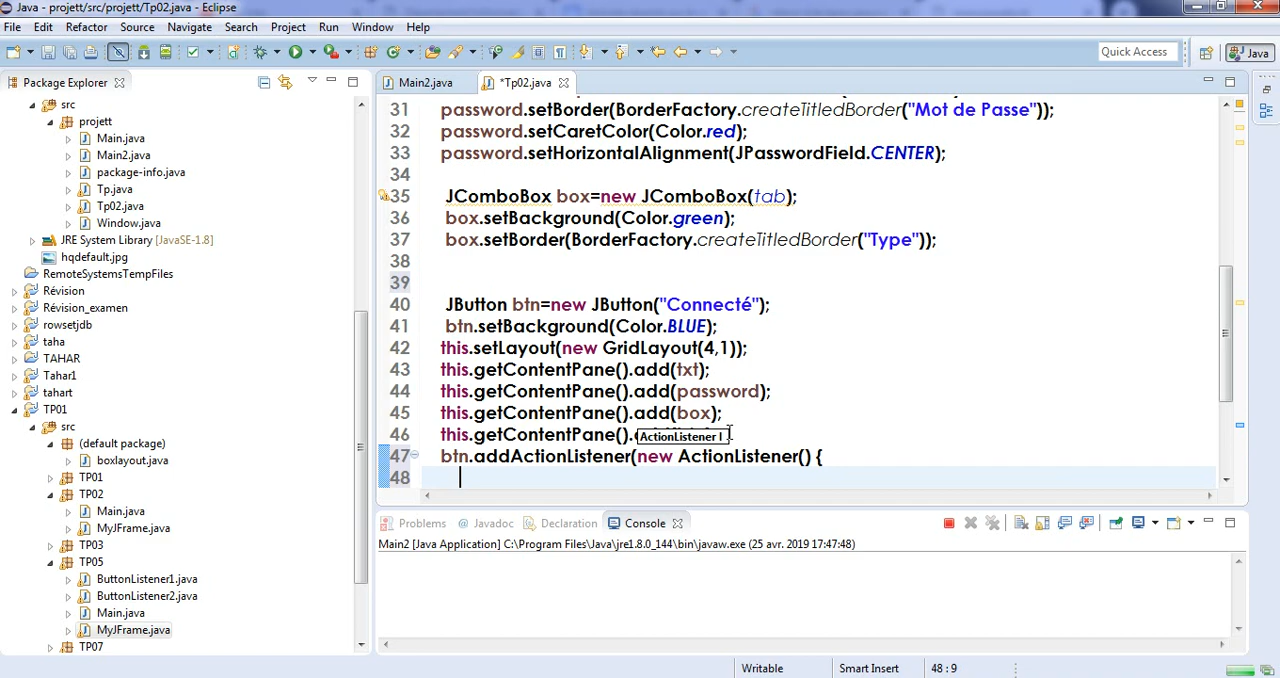 Java - projett/src/projett/Tp02.java - Eclipse
File Edit Refactor Source Navigate Search Project Run Window Help
Quick Access
Java
Package Explorer
Main2.java
*Tp02.java
src
projett
Main.java
Main2.java
package-info.java
Tp.java
Tp02.java
Window.java
JRE System Library [JavaSE-1.8]
hqdefault.jpg
RemoteSystemsTempFiles
Révision
Révision_examen
rowsetjdb
taha
TAHAR
Tahar1
tahart
TP01
src
(default package)
boxlayout.java
TP01
TP02
Main.java
MyJFrame.java
TP03
TP05
ButtonListener1.java
ButtonListener2.java
Main.java
MyJFrame.java
TP07
31 password.setBorder(BorderFactory.createTitledBorder("Mot de Passe"));
32 password.setCaretColor(Color.red);
33 password.setHorizontalAlignment(JPasswordField.CENTER);
34
35 JComboBox box=new JComboBox(tab);
36 box.setBackground(Color.green);
37 box.setBorder(BorderFactory.createTitledBorder("Type"));
38
39
40 JButton btn=new JButton("Connecté");
41 btn.setBackground(Color.BLUE);
42 this.setLayout(new GridLayout(4,1));
43 this.getContentPane().add(txt);
44 this.getContentPane().add(password);
45 this.getContentPane().add(box);
46 this.getContentPane().
ActionListener l
47 btn.addActionListener(new ActionListener() {
48
Problems
@ Javadoc
Declaration
Console
Main2 [Java Application] C:\Program Files\Java\jre1.8.0_144\bin\javaw.exe (25 avr. 2019 17:47:48)
Writable
Smart Insert
48 : 9